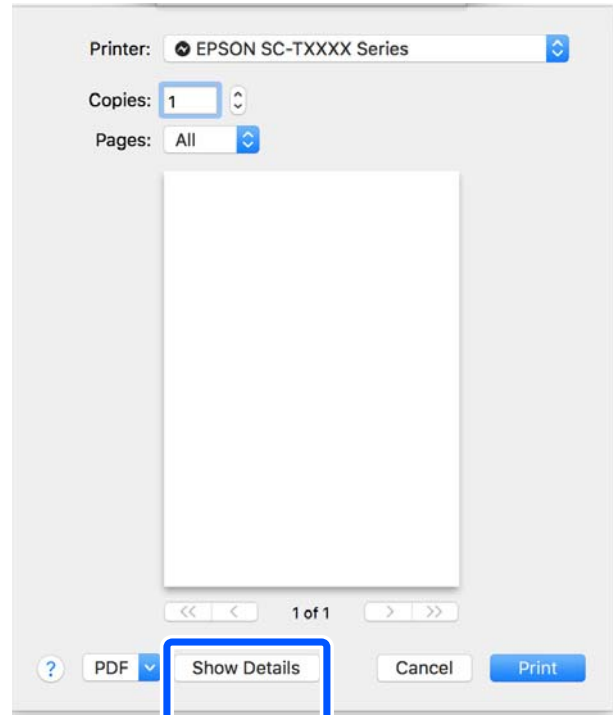 Printer: EPSON SC-TXXXX Series
Copies: 1
Pages: All
<< < 1 of 1 > >>
? PDF Show Details Cancel Print